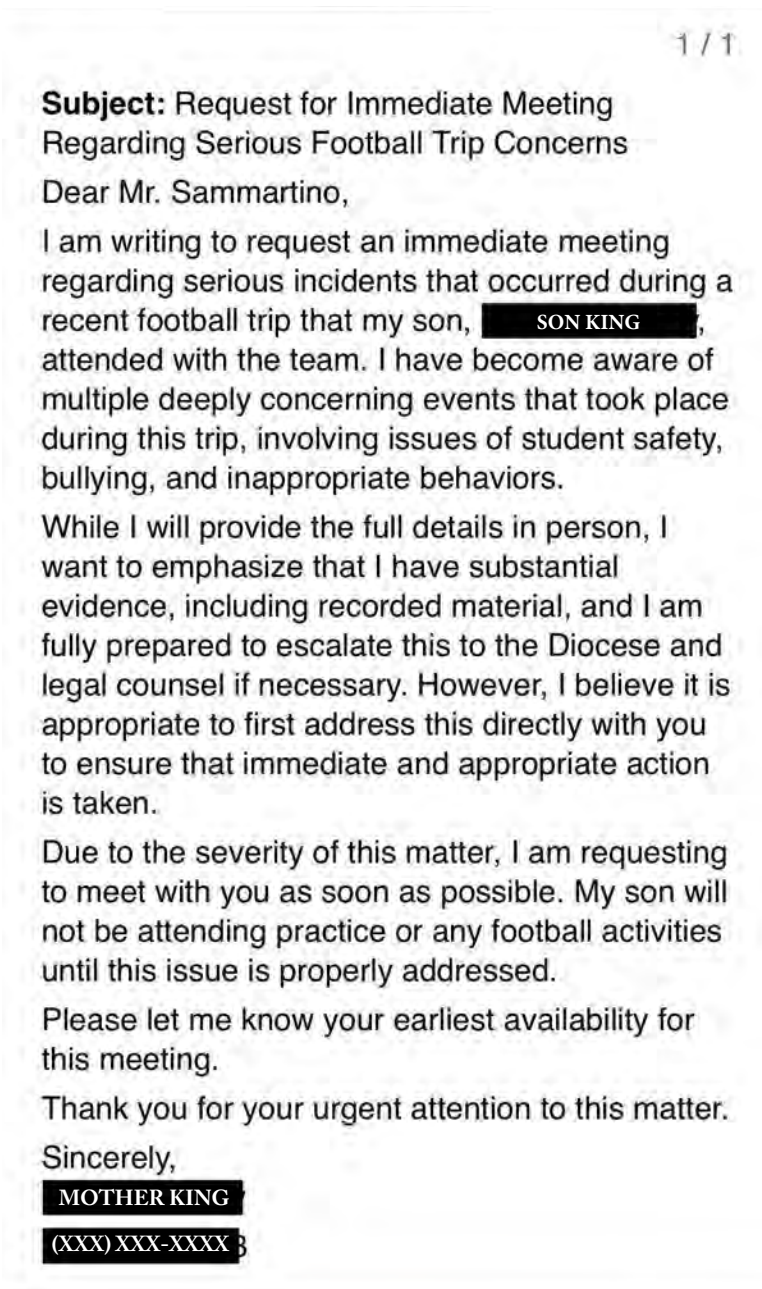 1 / 1
Subject: Request for Immediate Meeting
Regarding Serious Football Trip Concerns
Dear Mr. Sammartino,
I am writing to request an immediate meeting
regarding serious incidents that occurred during a
recent football trip that my son, SON KING,
attended with the team. I have become aware of
multiple deeply concerning events that took place
during this trip, involving issues of student safety,
bullying, and inappropriate behaviors.
While I will provide the full details in person, I
want to emphasize that I have substantial
evidence, including recorded material, and I am
fully prepared to escalate this to the Diocese and
legal counsel if necessary. However, I believe it is
appropriate to first address this directly with you
to ensure that immediate and appropriate action
is taken.
Due to the severity of this matter, I am requesting
to meet with you as soon as possible. My son will
not be attending practice or any football activities
until this issue is properly addressed.
Please let me know your earliest availability for
this meeting.
Thank you for your urgent attention to this matter.
Sincerely,
MOTHER KING
(XXX) XXX-XXXX